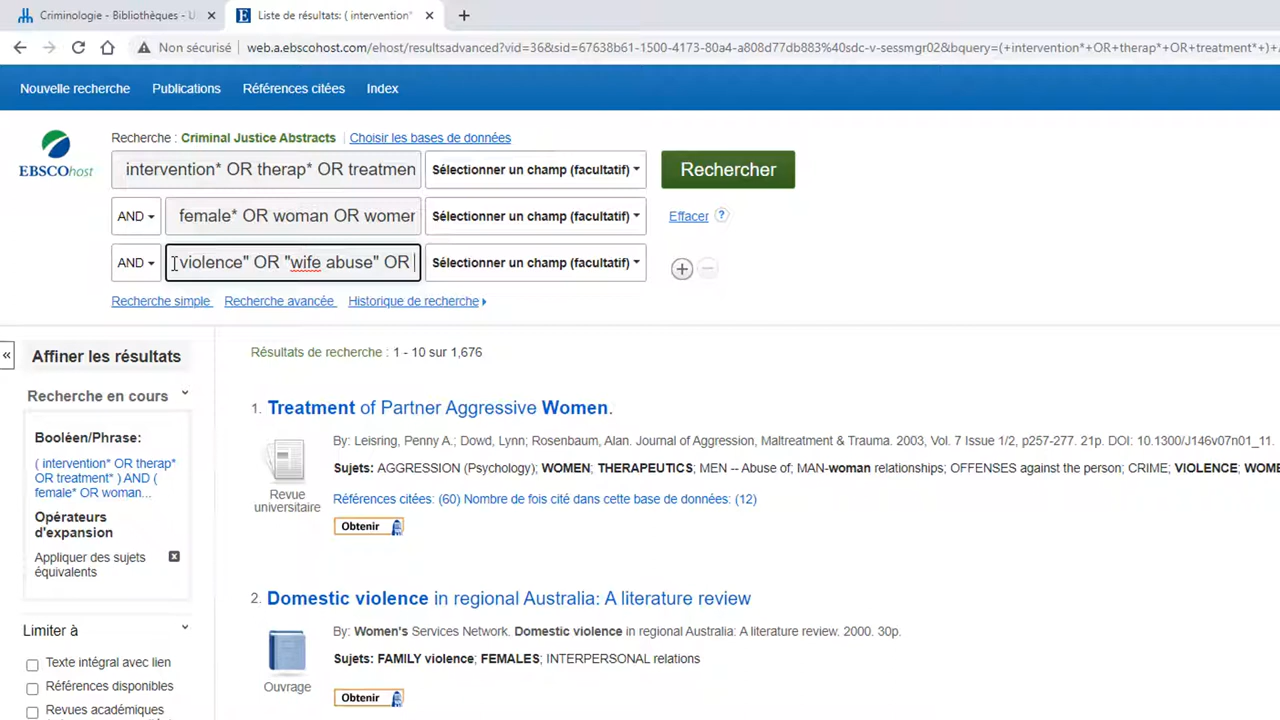 Criminologie - Bibliothèques - U
Liste de résultats: ( intervention*
Non sécurisé
web.a.ebscohost.com/ehost/resultsadvanced?vid=36&sid=67638b61-1500-4173-80a4-a808d77db883%40sdc-v-sessmgr02&bquery=(+intervention*+OR+therap*+OR+treatment*+)+
Nouvelle recherche Publications Références citées Index
Recherche : Criminal Justice Abstracts Choisir les bases de données
EBSCOhost
intervention* OR therap* OR treatmen Sélectionner un champ (facultatif) Rechercher
AND female* OR woman OR women Sélectionner un champ (facultatif) Effacer ?
AND violence" OR "wife abuse" OR Sélectionner un champ (facultatif)
Recherche simple Recherche avancée Historique de recherche
Affiner les résultats
Recherche en cours
Booléen/Phrase:
( intervention* OR therap*
OR treatment* ) AND (
female* OR woman...
Opérateurs
d'expansion
Appliquer des sujets
équivalents
Limiter à
Texte intégral avec lien
Références disponibles
Revues académiques
Résultats de recherche : 1 - 10 sur 1,676
1. Treatment of Partner Aggressive Women.
Revue
universitaire
By: Leisring, Penny A.; Dowd, Lynn; Rosenbaum, Alan. Journal of Aggression, Maltreatment & Trauma. 2003, Vol. 7 Issue 1/2, p257-277. 21p. DOI: 10.1300/J146v07n01_11.
Sujets: AGGRESSION (Psychology); WOMEN; THERAPEUTICS; MEN -- Abuse of; MAN-woman relationships; OFFENSES against the person; CRIME; VIOLENCE; WOME
Références citées: (60) Nombre de fois cité dans cette base de données: (12)
Obtenir
2. Domestic violence in regional Australia: A literature review
Ouvrage
By: Women's Services Network. Domestic violence in regional Australia: A literature review. 2000. 30p.
Sujets: FAMILY violence; FEMALES; INTERPERSONAL relations
Obtenir